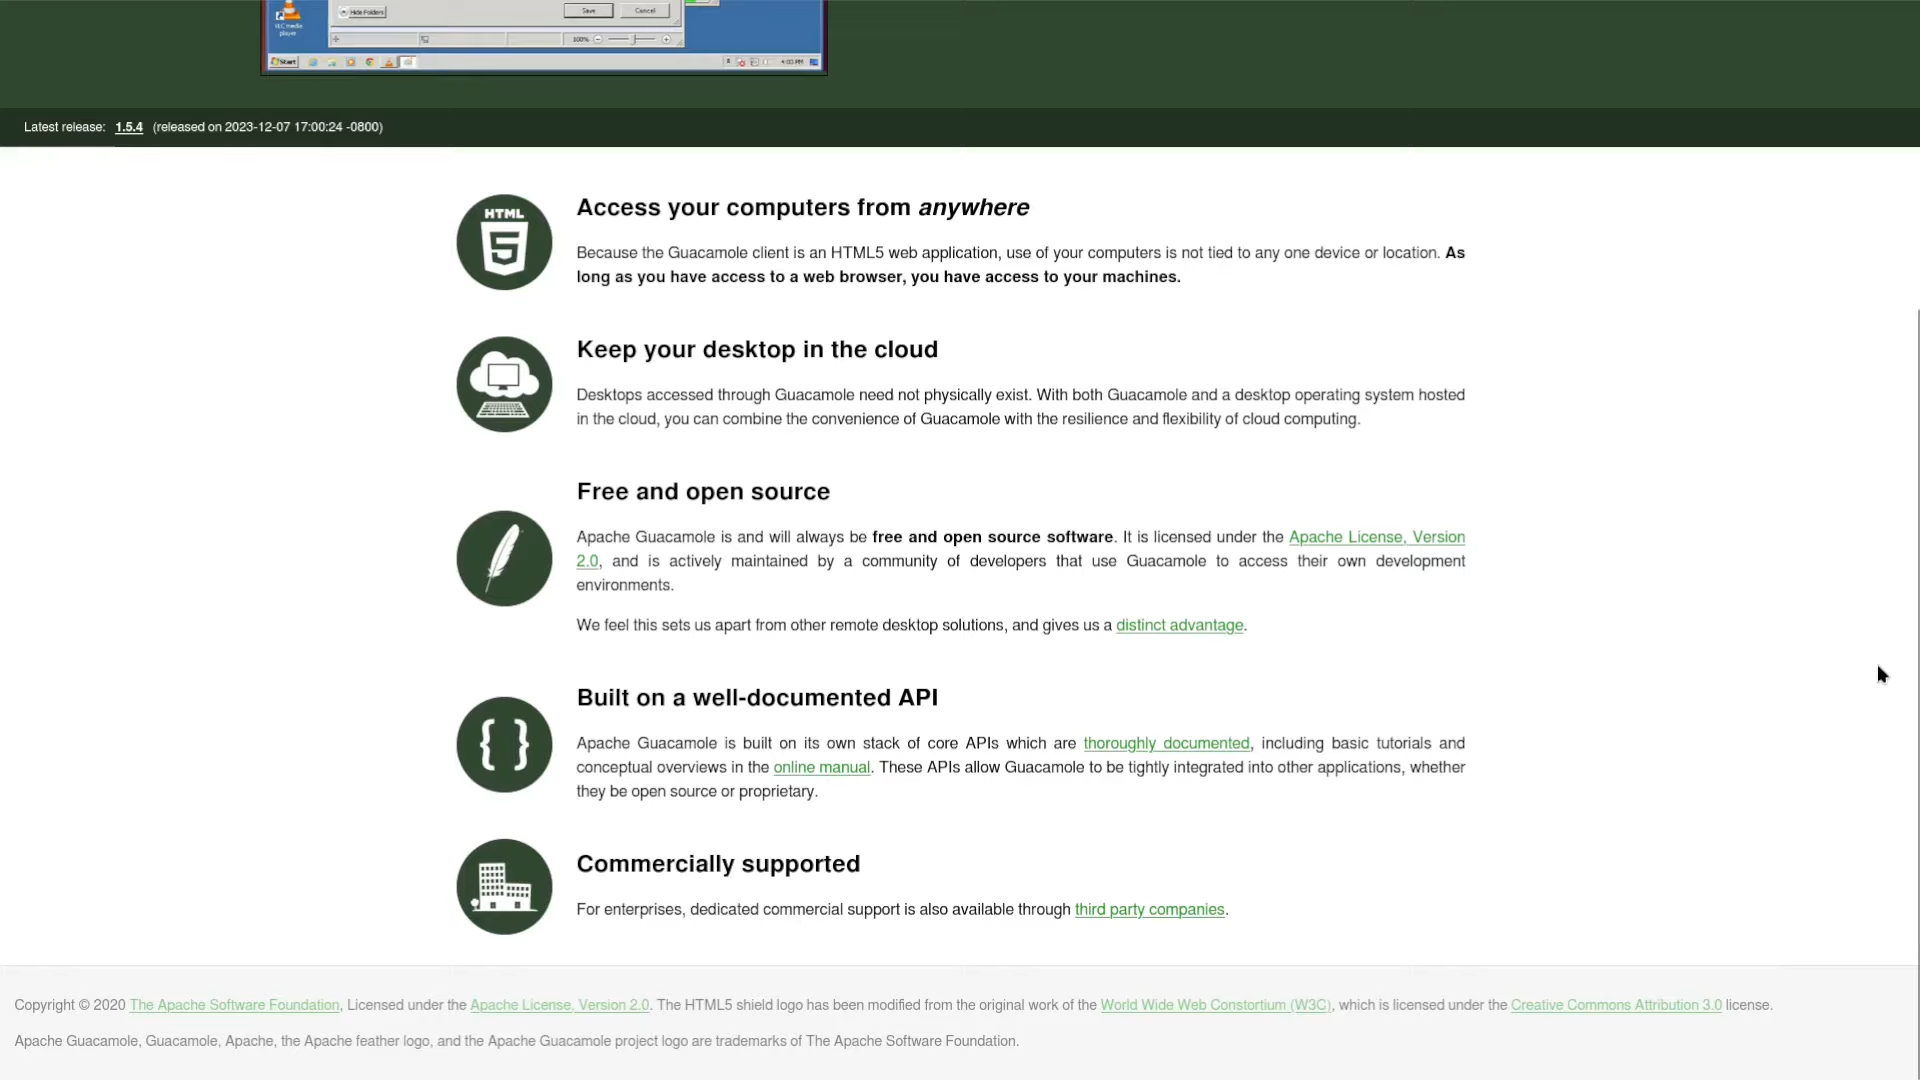 VLC media
player
Hide Folders
Save
Cancel
100%
Start
4:03 PM
Latest release: 1.5.4 (released on 2023-12-07 17:00:24 -0800)
HTML
5
Access your computers from anywhere
Because the Guacamole client is an HTML5 web application, use of your computers is not tied to any one device or location. As
long as you have access to a web browser, you have access to your machines.
Keep your desktop in the cloud
Desktops accessed through Guacamole need not physically exist. With both Guacamole and a desktop operating system hosted
in the cloud, you can combine the convenience of Guacamole with the resilience and flexibility of cloud computing.
Free and open source
Apache Guacamole is and will always be free and open source software. It is licensed under the Apache License, Version
2.0, and is actively maintained by a community of developers that use Guacamole to access their own development
environments.
We feel this sets us apart from other remote desktop solutions, and gives us a distinct advantage.
Built on a well-documented API
{ }
Apache Guacamole is built on its own stack of core APIs which are thoroughly documented, including basic tutorials and
conceptual overviews in the online manual. These APIs allow Guacamole to be tightly integrated into other applications, whether
they be open source or proprietary.
Commercially supported
For enterprises, dedicated commercial support is also available through third party companies.
Copyright © 2020 The Apache Software Foundation, Licensed under the Apache License, Version 2.0. The HTML5 shield logo has been modified from the original work of the World Wide Web Constortium (W3C), which is licensed under the Creative Commons Attribution 3.0 license.
Apache Guacamole, Guacamole, Apache, the Apache feather logo, and the Apache Guacamole project logo are trademarks of The Apache Software Foundation.